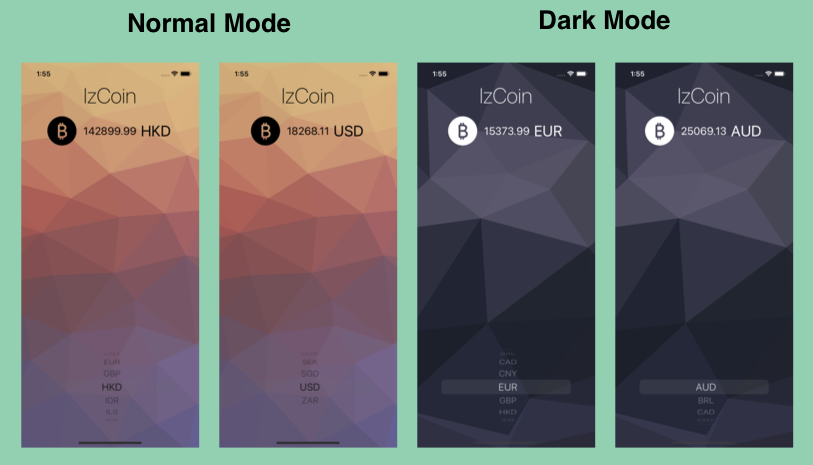 Normal Mode
Dark Mode
1:55
IzCoin
142899.99 HKD
EUR
GBP
HKD
IDR
ILS
1:55
IzCoin
18268.11 USD
SEK
SGD
USD
ZAR
1:55
IzCoin
15373.99 EUR
CAD
CNY
EUR
GBP
HKD
1:55
IzCoin
25069.13 AUD
AUD
BRL
CAD